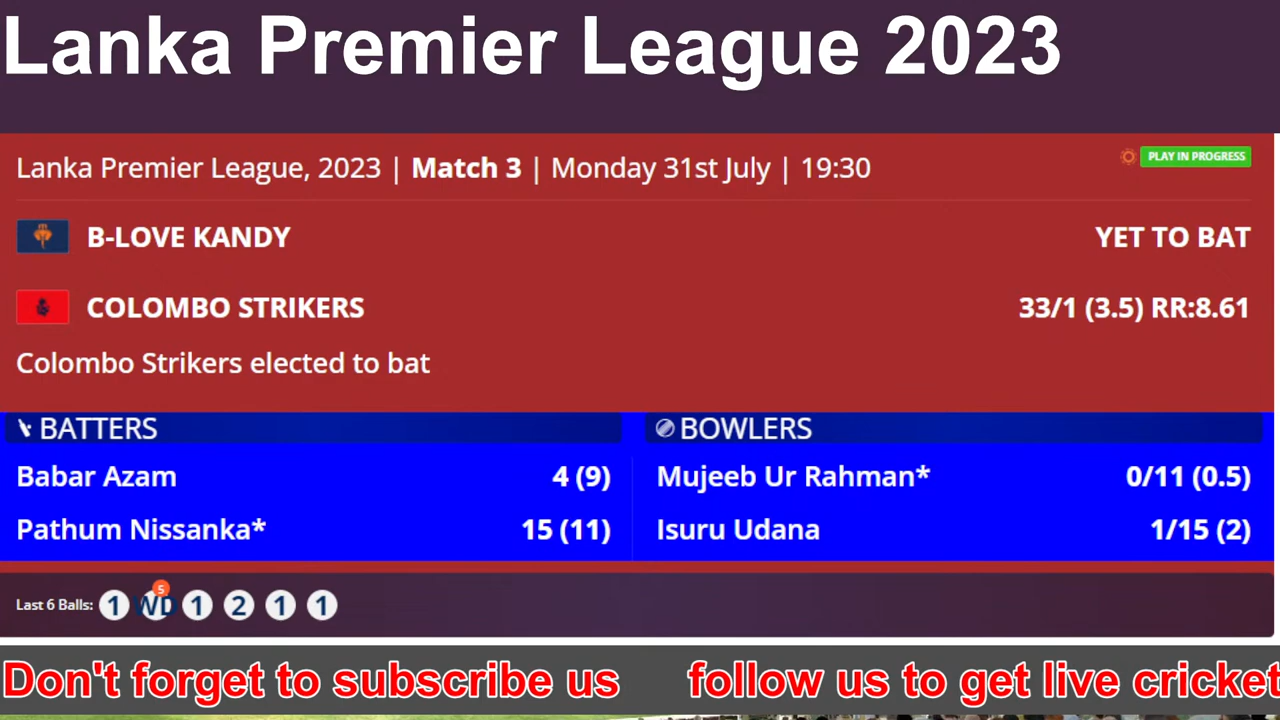 Lanka Premier League 2023
Lanka Premier League, 2023 | Match 3 | Monday 31st July | 19:30 PLAY IN PROGRESS
B-LOVE KANDY YET TO BAT
COLOMBO STRIKERS 33/1 (3.5) RR:8.61
Colombo Strikers elected to bat
BATTERS BOWLERS
Babar Azam 4 (9) Mujeeb Ur Rahman* 0/11 (0.5)
Pathum Nissanka* 15 (11) Isuru Udana 1/15 (2)
Last 6 Balls: 1 WD 5 1 2 1 1
Don't forget to subscribe us follow us to get live cricket